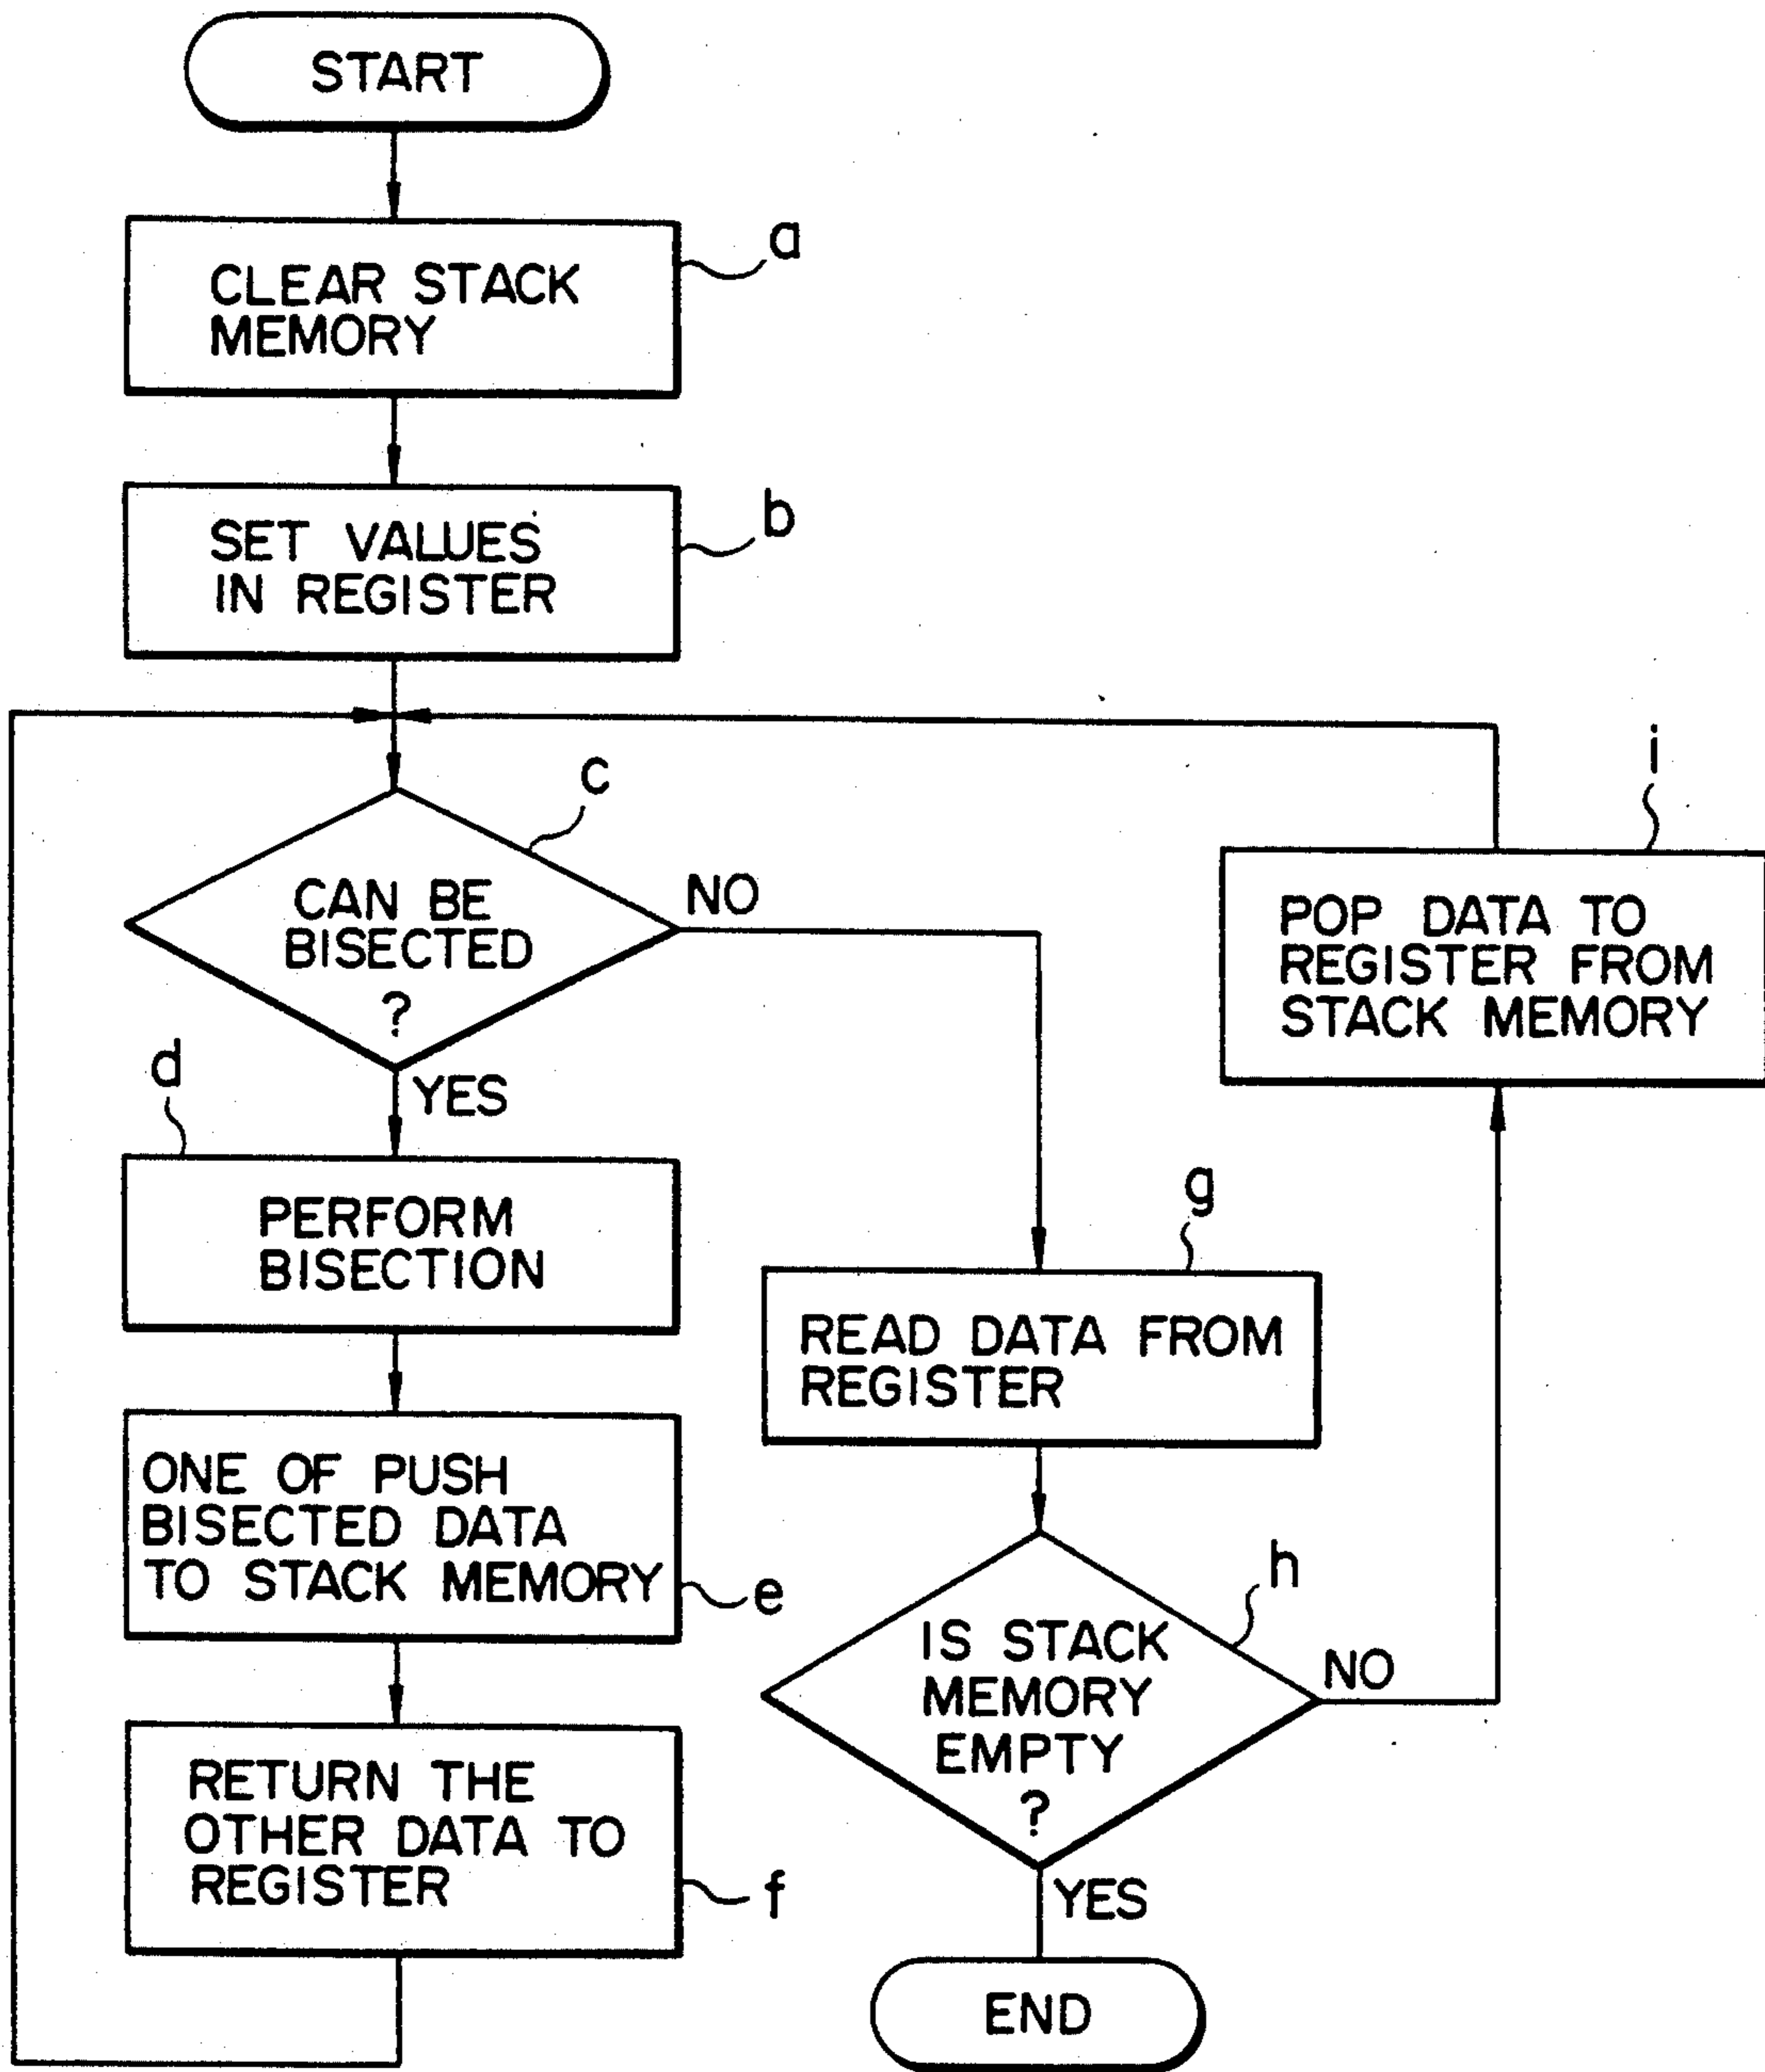 START
a
CLEAR STACK
MEMORY
b
SET VALUES
IN REGISTER
c
CAN BE
BISECTED
?
NO
YES
d
PERFORM
BISECTION
ONE OF PUSH
BISECTED DATA
TO STACK MEMORY
e
RETURN THE
OTHER DATA TO
REGISTER
f
g
READ DATA FROM
REGISTER
h
IS STACK
MEMORY
EMPTY
?
NO
YES
i
POP DATA TO
REGISTER FROM
STACK MEMORY
END